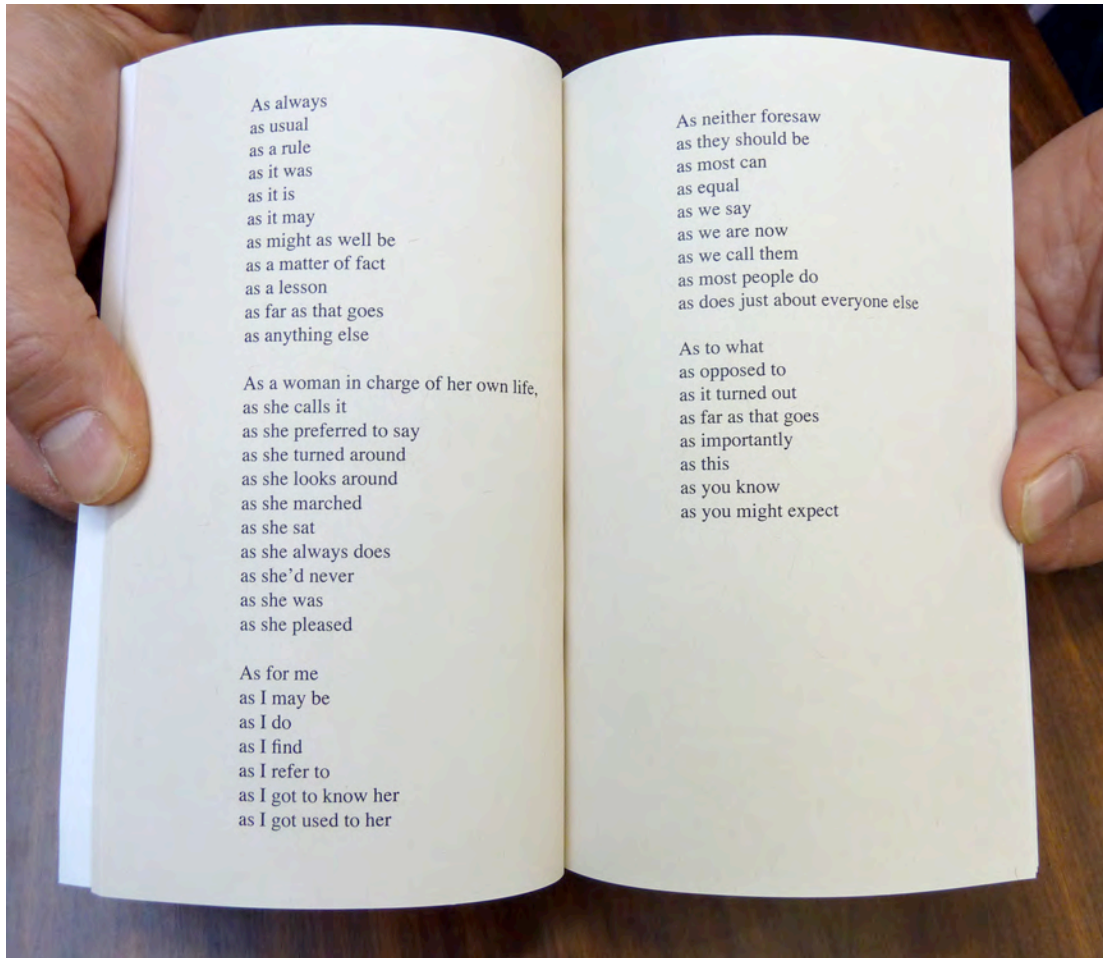 As always
as usual
as a rule
as it was
as it is
as it may
as might as well be
as a matter of fact
as a lesson
as far as that goes
as anything else
As a woman in charge of her own life,
as she calls it
as she preferred to say
as she turned around
as she looks around
as she marched
as she sat
as she always does
as she'd never
as she was
as she pleased
As for me
as I may be
as I do
as I find
as I refer to
as I got to know her
as I got used to her
As neither foresaw
as they should be
as most can
as equal
as we say
as we are now
as we call them
as most people do
as does just about everyone else
As to what
as opposed to
as it turned out
as far as that goes
as importantly
as this
as you know
as you might expect